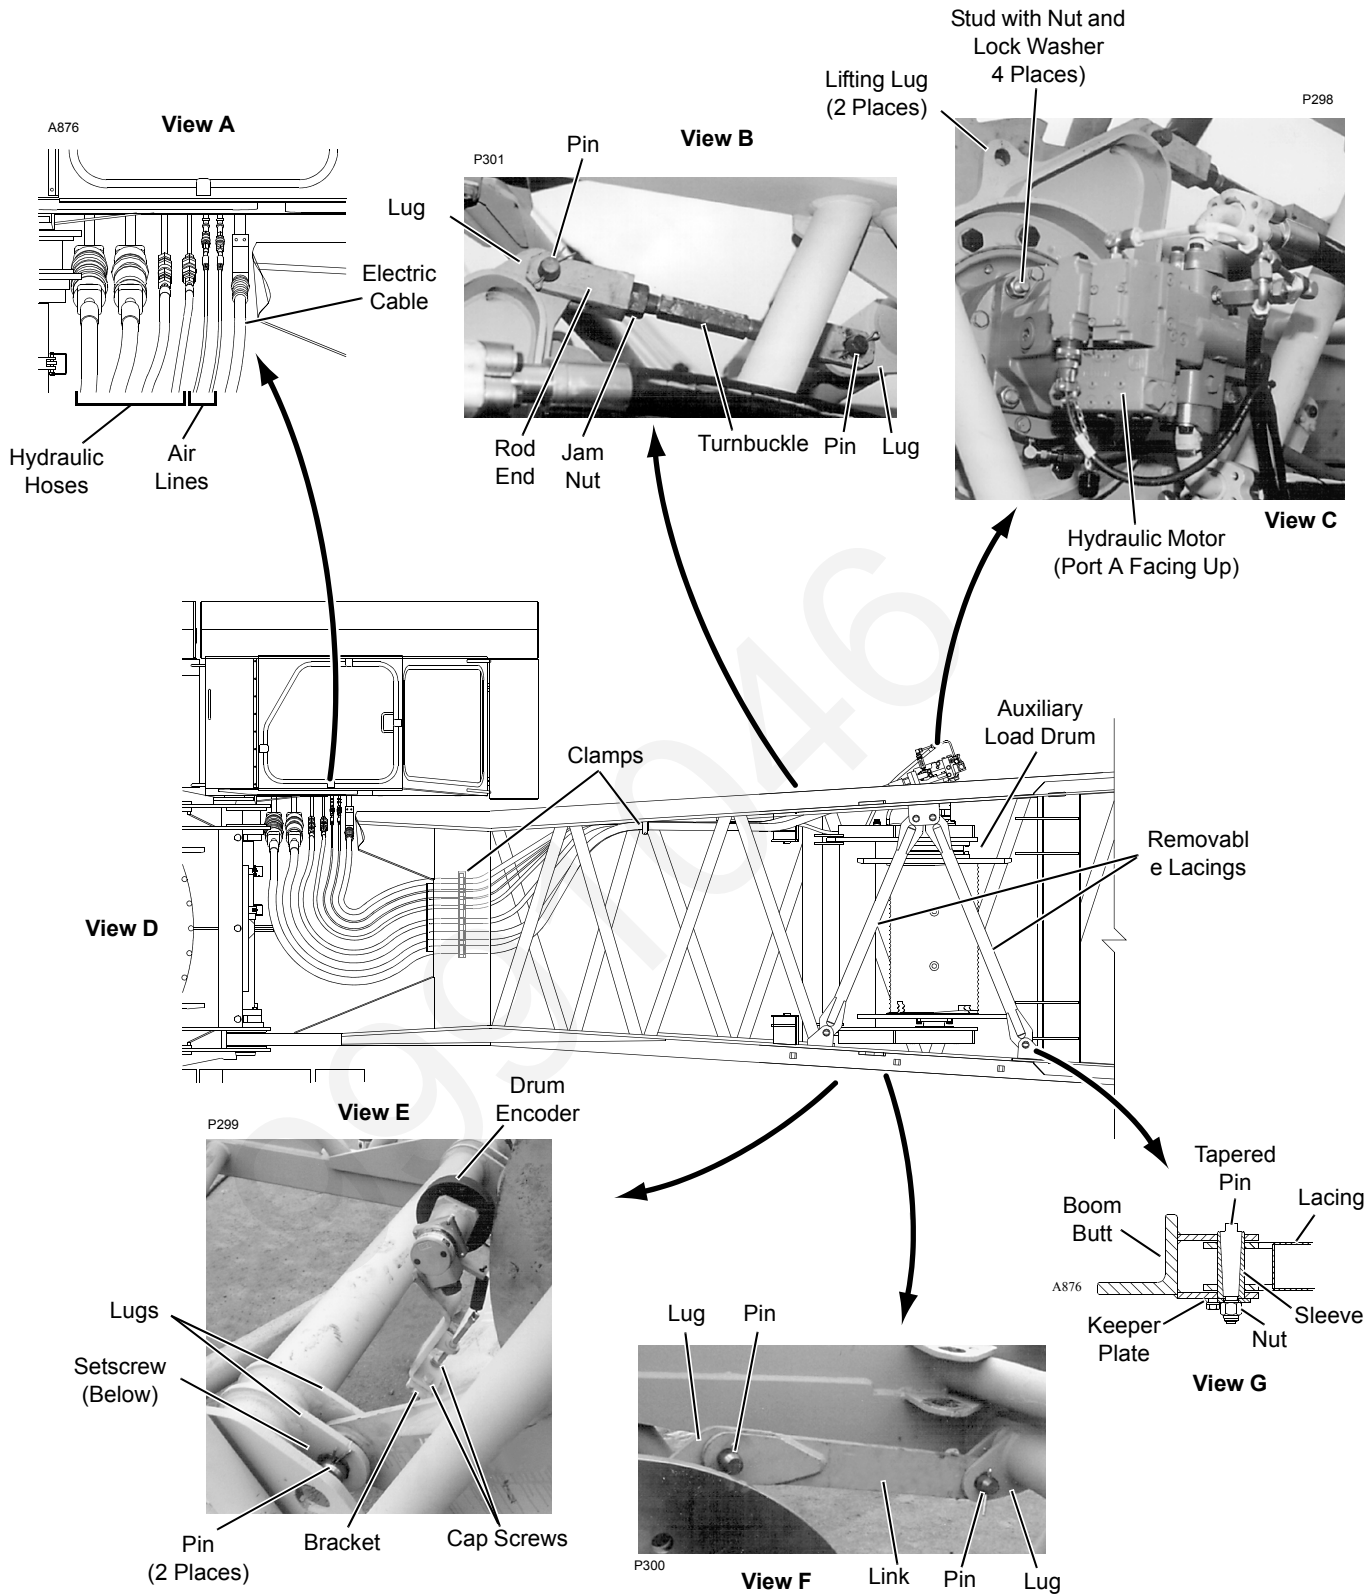 Stud with Nut and
Lock Washer
4 Places)
Lifting Lug
(2 Places)
P298
A876
View A
View B
Pin
P301
Lug
Electric
Cable
Hydraulic
Hoses
Air
Lines
Rod
End
Jam
Nut
Turnbuckle
Pin
Lug
View C
Hydraulic Motor
(Port A Facing Up)
Auxiliary
Load Drum
Clamps
Removabl
e Lacings
View D
View E
Drum
Encoder
P299
Tapered
Pin
Lacing
Boom
Butt
A876
Sleeve
Keeper
Plate
Nut
View G
Lugs
Setscrew
(Below)
Lug
Pin
Pin
(2 Places)
Bracket
Cap Screws
P300
View F
Link
Pin
Lug
0991046